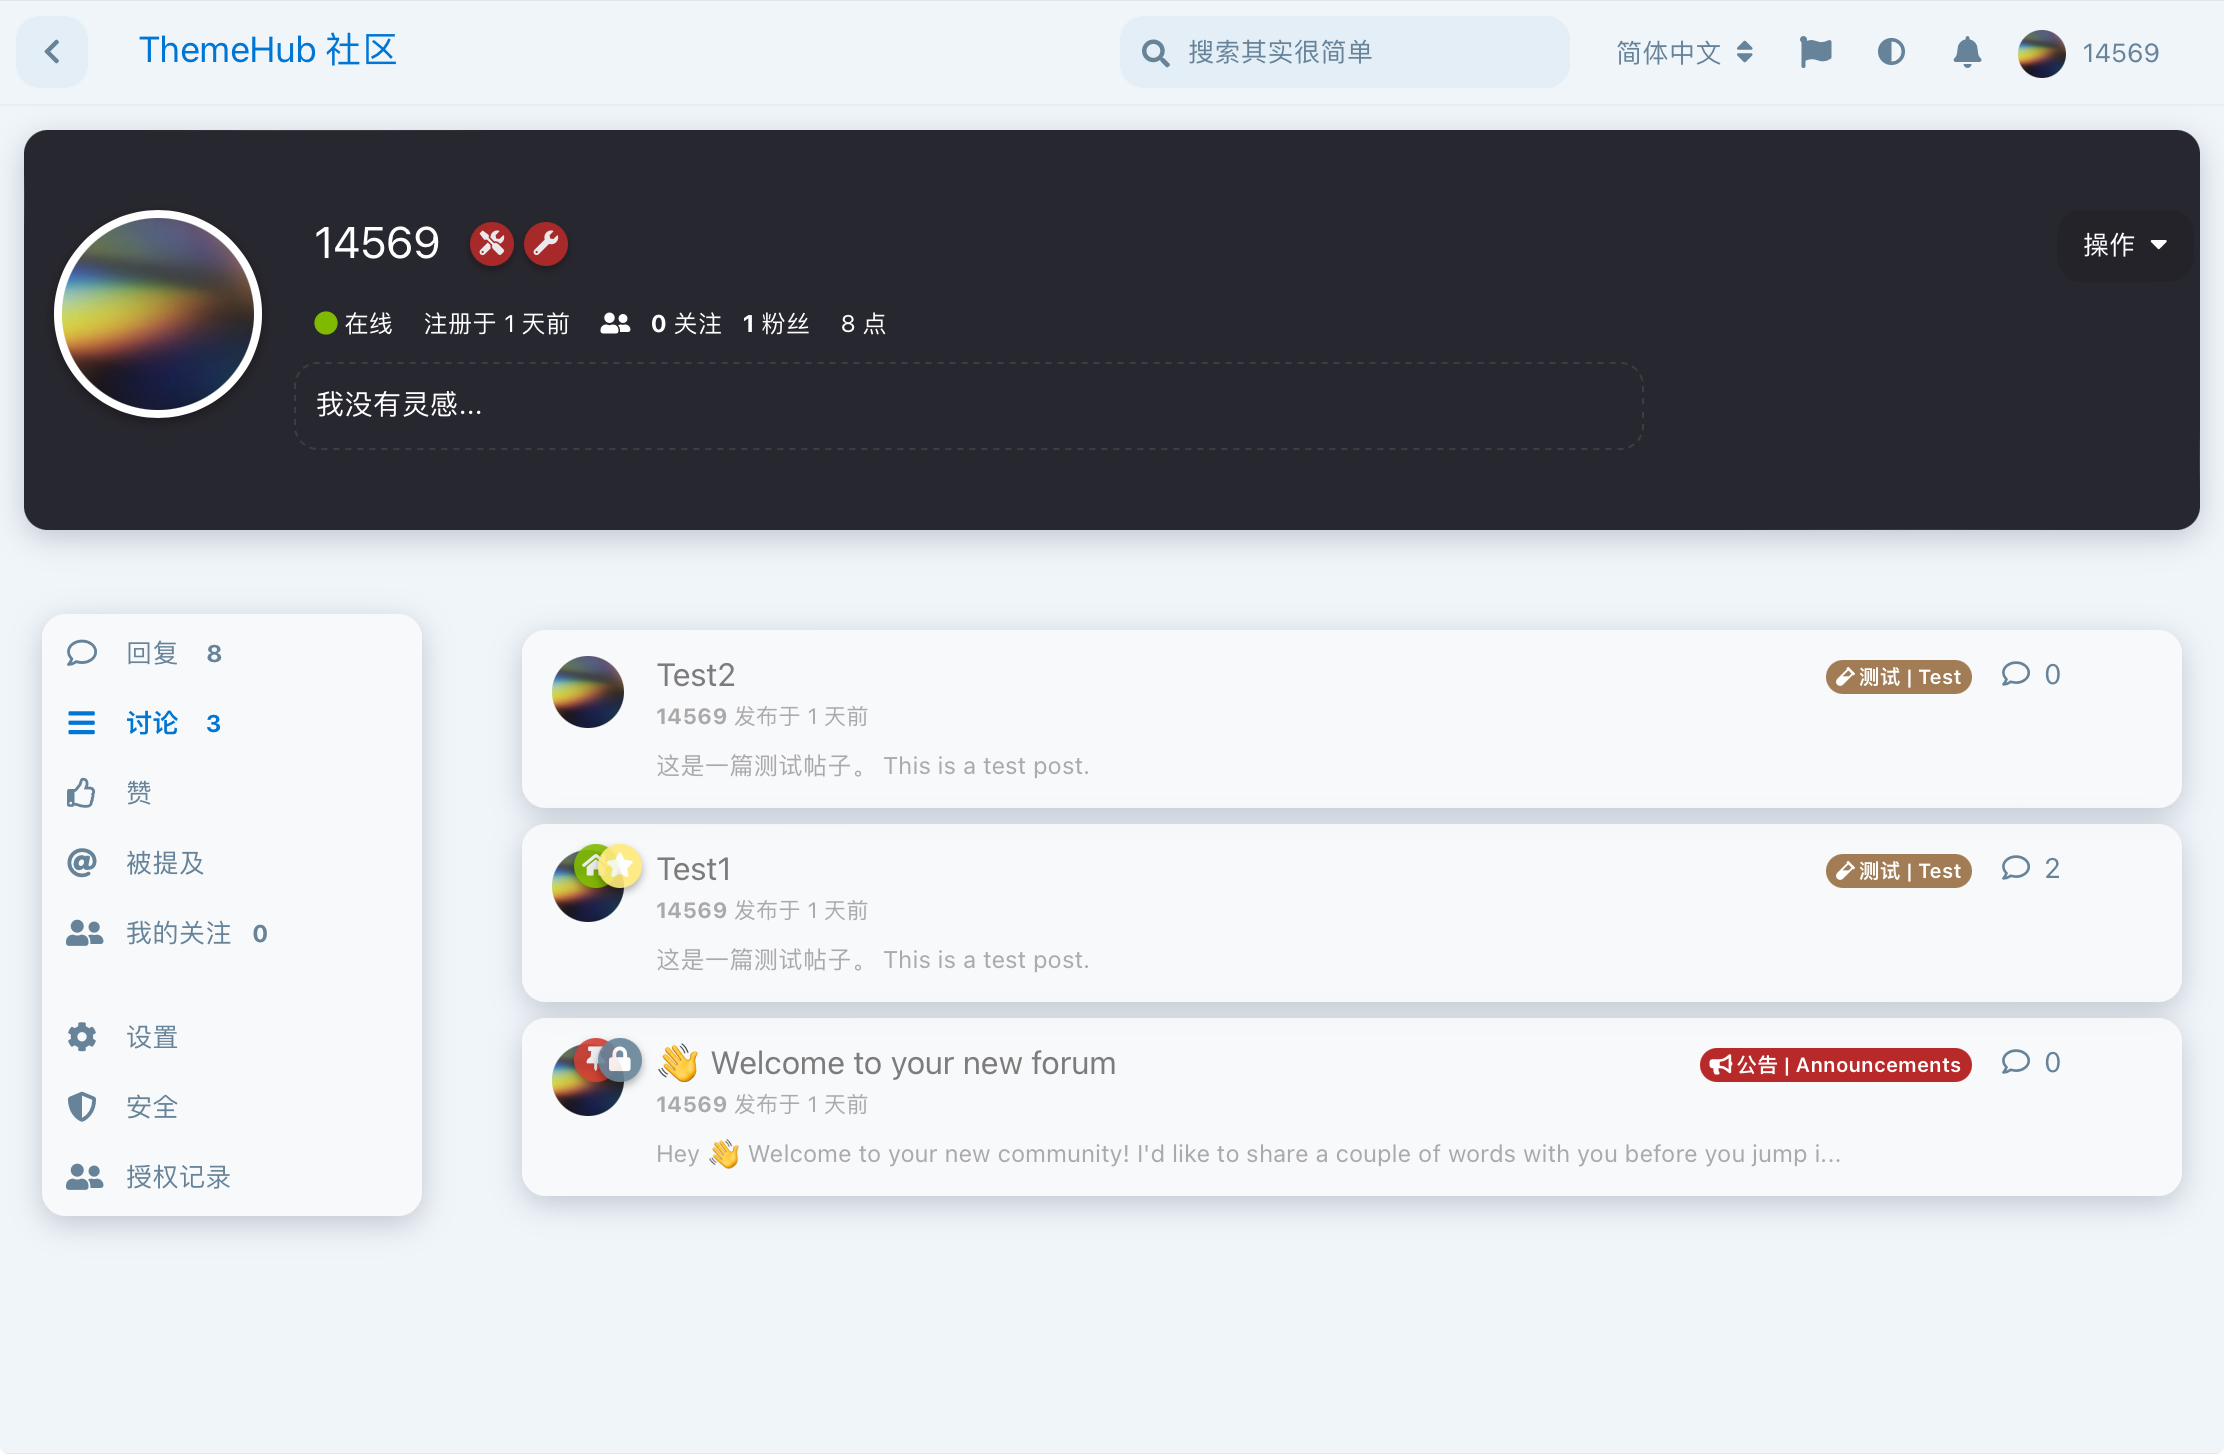 ThemeHub 社区
搜索其实很简单
简体中文
14569
14569
操作
在线 注册于 1 天前 0 关注 1 粉丝 8 点
我没有灵感...
回复 8
讨论 3
赞
被提及
我的关注 0
设置
安全
授权记录
Test2
测试 | Test
0
14569 发布于 1 天前
这是一篇测试帖子。 This is a test post.
Test1
测试 | Test
2
14569 发布于 1 天前
这是一篇测试帖子。 This is a test post.
👋 Welcome to your new forum
公告 | Announcements
0
14569 发布于 1 天前
Hey 👋 Welcome to your new community! I'd like to share a couple of words with you before you jump i...